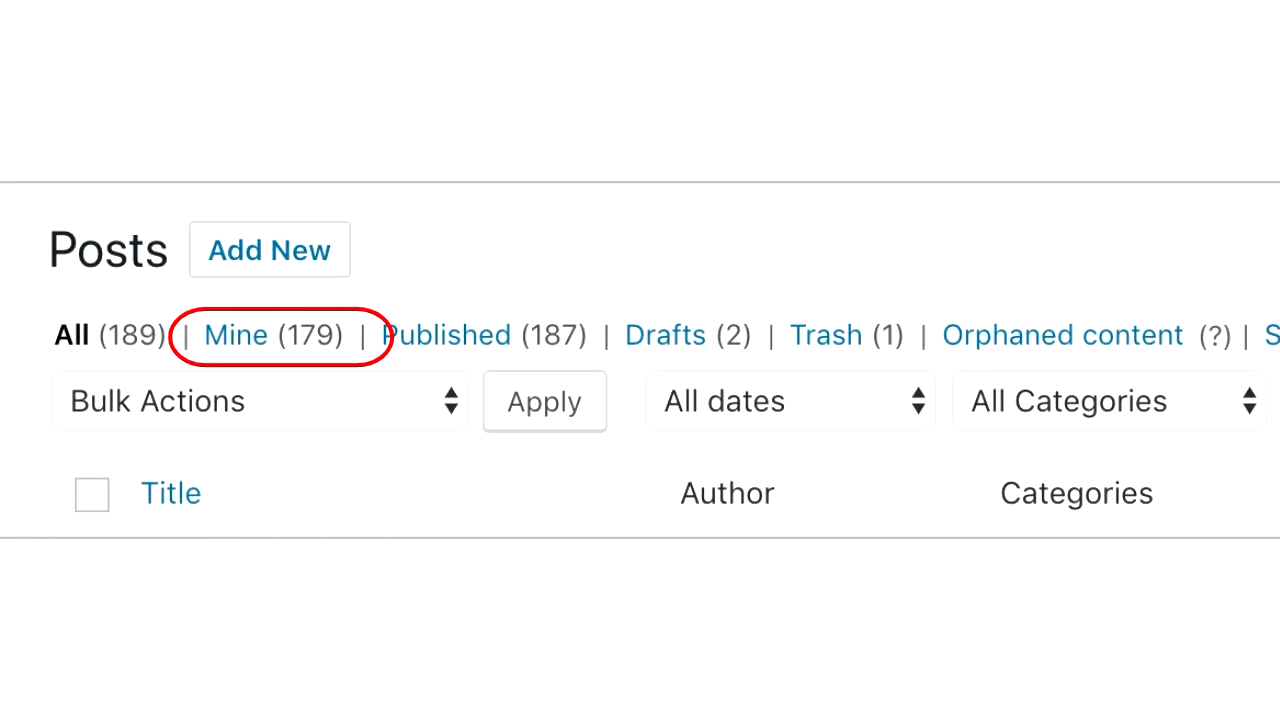 Posts Add New
All (189) | Mine (179) | Published (187) | Drafts (2) | Trash (1) | Orphaned content (?) | S
Bulk Actions Apply All dates All Categories
Title Author Categories